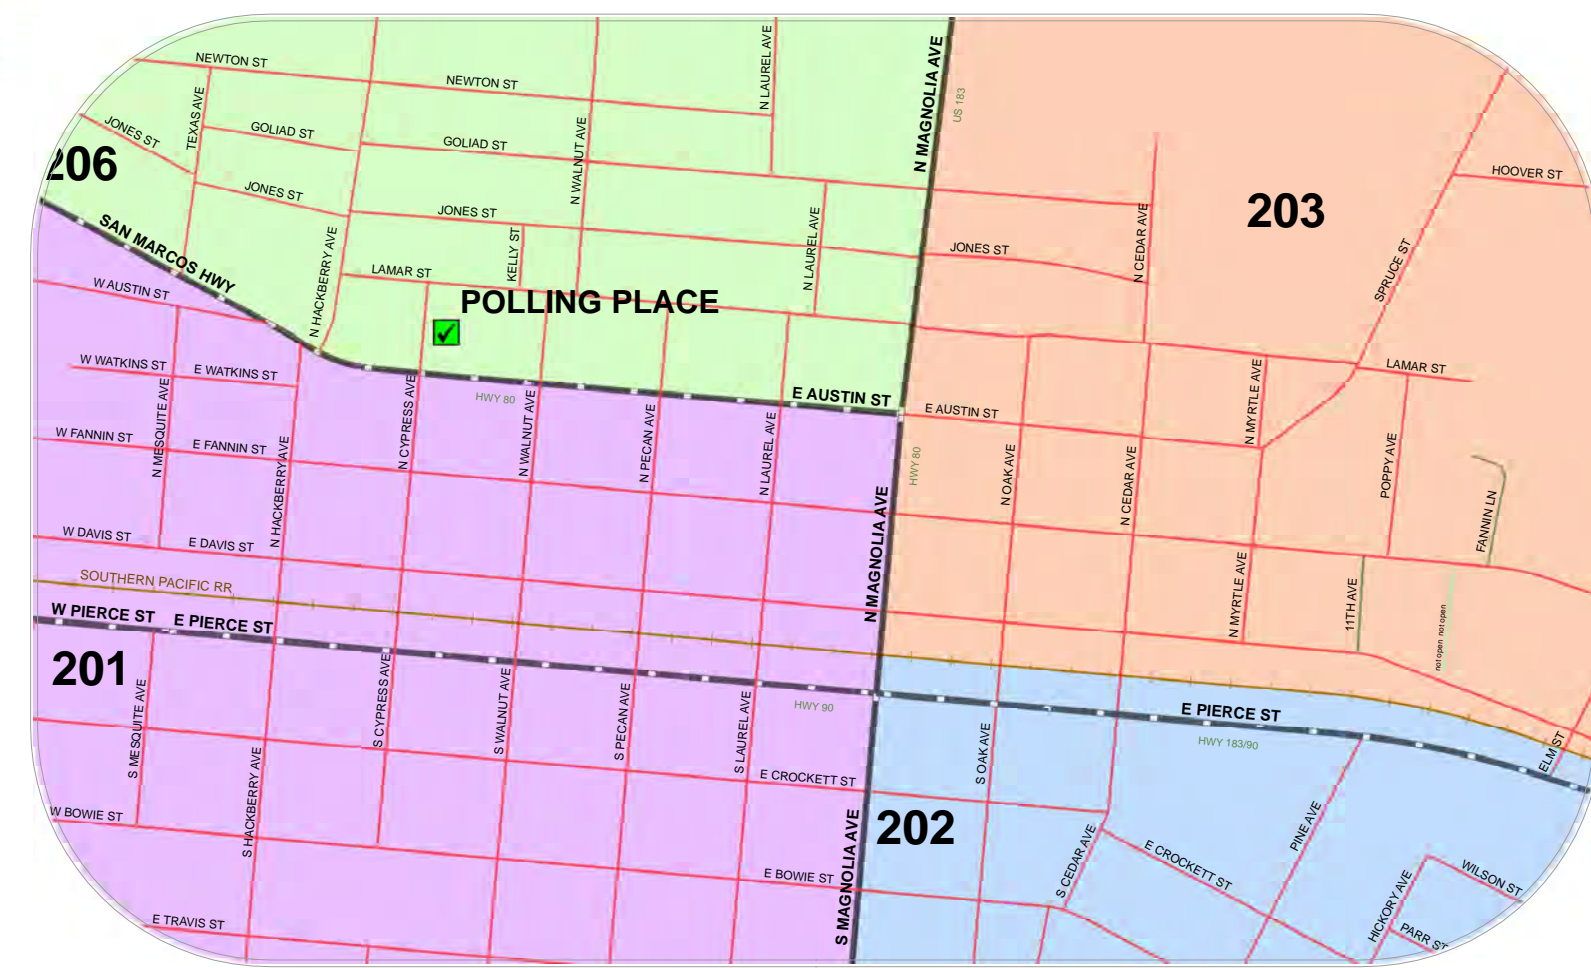 NEWTON ST
NEWTON ST
N LAUREL AVE
N MAGNOLIA AVE
US 183
TEXAS AVE
JONES ST
GOLIAD ST
GOLIAD ST
N WALNUT AVE
206
203
HOOVER ST
JONES ST
JONES ST
KELLY ST
N LAUREL AVE
N CEDAR AVE
JONES ST
SPRUCE ST
SAN MARCOS HWY
N HACKBERRY AVE
LAMAR ST
W AUSTIN ST
POLLING PLACE
W WATKINS ST
E WATKINS ST
HWY 80
E AUSTIN ST
E AUSTIN ST
LAMAR ST
N MYRTLE AVE
N MESQUITE AVE
N CYPRESS AVE
N WALNUT AVE
N PECAN AVE
N LAUREL AVE
W FANNIN ST
E FANNIN ST
N HACKBERRY AVE
HWY 80
N OAK AVE
N CEDAR AVE
POPPY AVE
FANNIN LN
W DAVIS ST
E DAVIS ST
N MAGNOLIA AVE
N MYRTLE AVE
11TH AVE
not open not open
SOUTHERN PACIFIC RR
W PIERCE ST
E PIERCE ST
201
S MESQUITE AVE
S CYPRESS AVE
S WALNUT AVE
S PECAN AVE
S LAUREL AVE
HWY 90
E PIERCE ST
HWY 183/90
ELM ST
S OAK AVE
E CROCKETT ST
S HACKBERRY AVE
W BOWIE ST
202
S MAGNOLIA AVE
S CEDAR AVE
E CROCKETT ST
PINE AVE
E BOWIE ST
HICKORY AVE
WILSON ST
PARR ST
E TRAVIS ST